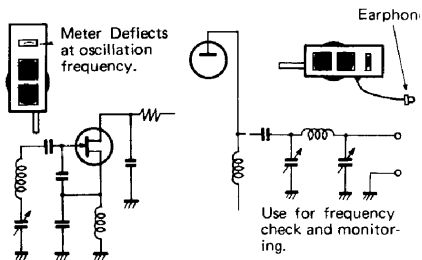 Earphone
Meter Deflects
at oscillation
frequency.
Use for frequency
check and monitor-
ing.